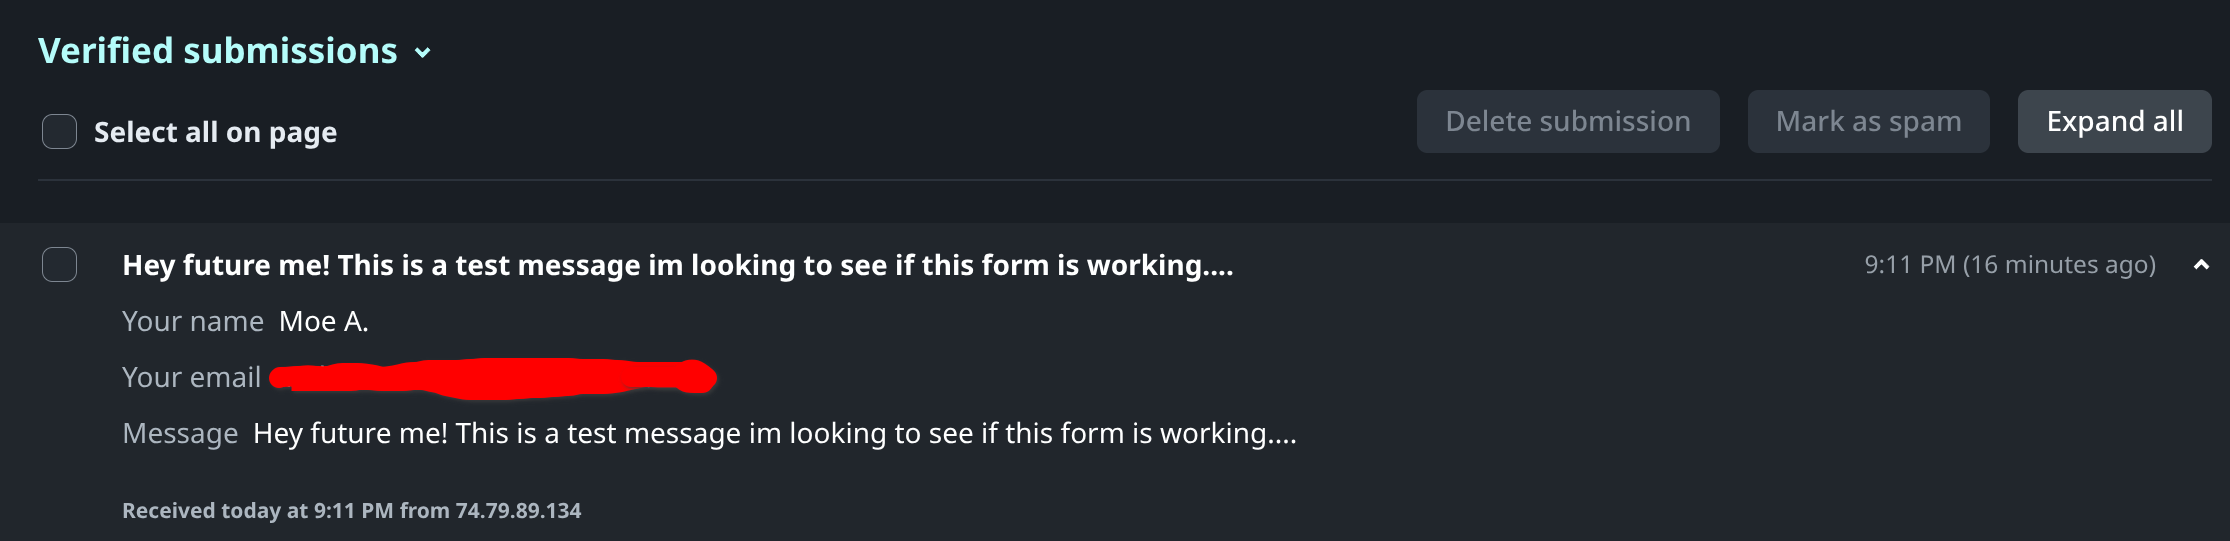 Verified submissions
Select all on page
Delete submission
Mark as spam
Expand all
Hey future me! This is a test message im looking to see if this form is working....
9:11 PM (16 minutes ago)
Your name Moe A.
Your email
Message Hey future me! This is a test message im looking to see if this form is working....
Received today at 9:11 PM from 74.79.89.134